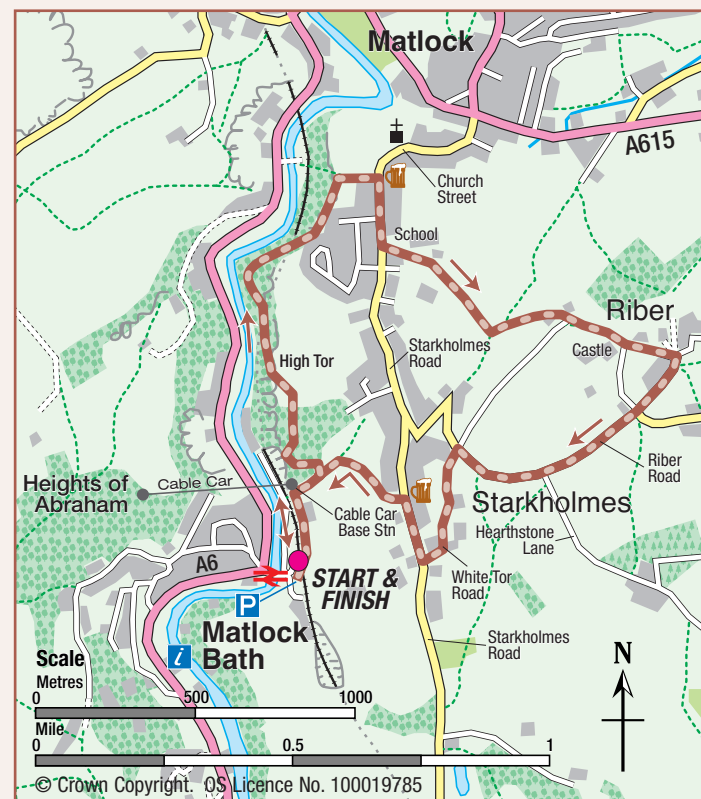 Matlock
A615
Church
Street
School
Riber
Castle
Starkholmes
Road
High Tor
Riber
Road
Heights of
Abraham
Cable Car
Cable Car
Base Stn
Starkholmes
Hearthstone
Lane
A6
START &
FINISH
White Tor
Road
P
Matlock
Bath
i
Starkholmes
Road
N
Scale
Metres
0 500 1000
Mile
0 0.5 1
© Crown Copyright. OS Licence No. 100019785